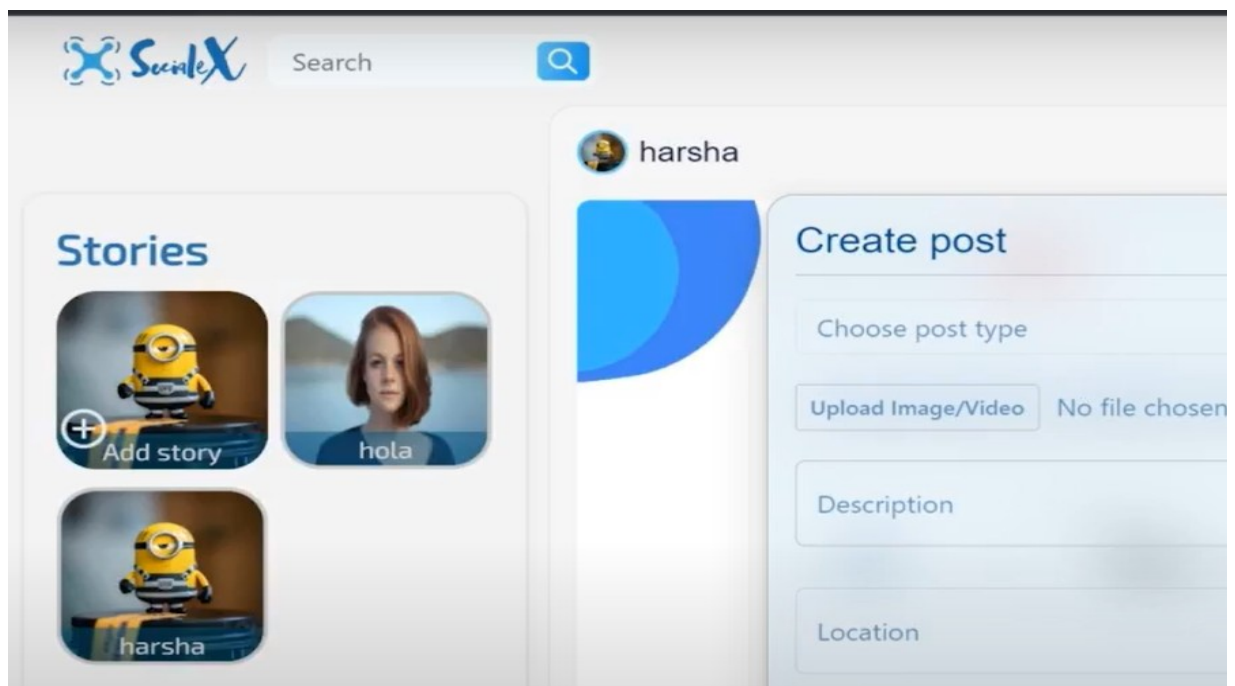 SocialeX
Search
harsha
Stories
Add story
hola
harsha
Create post
Choose post type
Upload Image/Video No file chosen
Description
Location